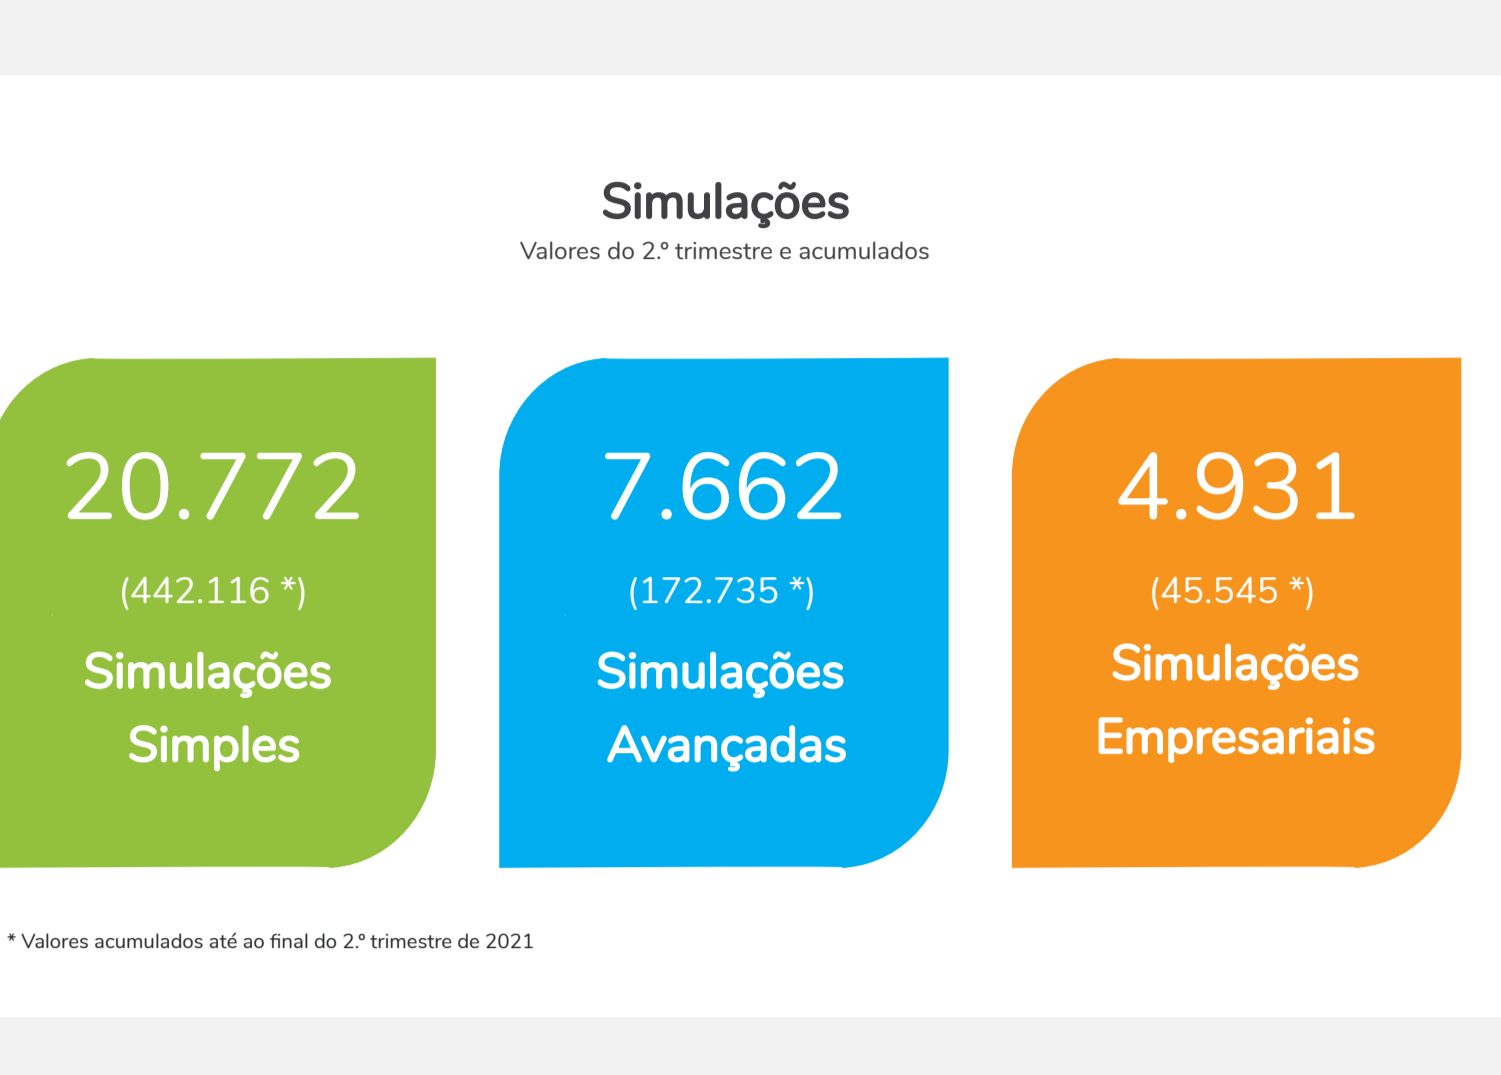 Simulações
Valores do 2.º trimestre e acumulados
20.772
(442.116 *)
Simulações
Simples
7.662
(172.735 *)
Simulações
Avançadas
4.931
(45.545 *)
Simulações
Empresariais
* Valores acumulados até ao final do 2.º trimestre de 2021